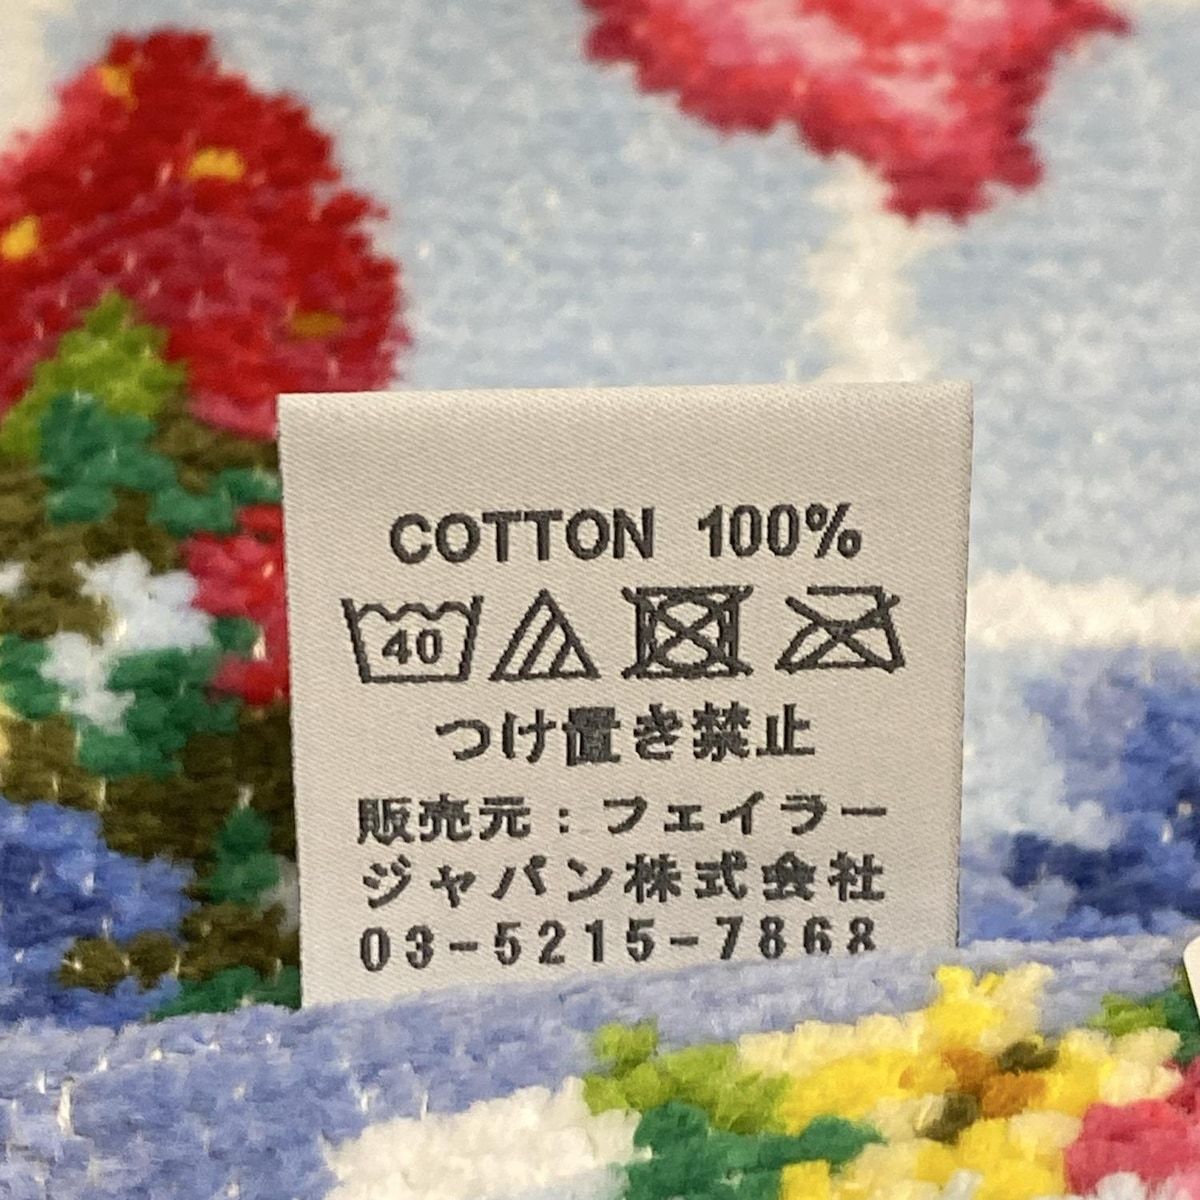 COTTON 100%
40
つけ置き禁止
販売元:フェイラー
ジャパン株式会社
03-5215-7868